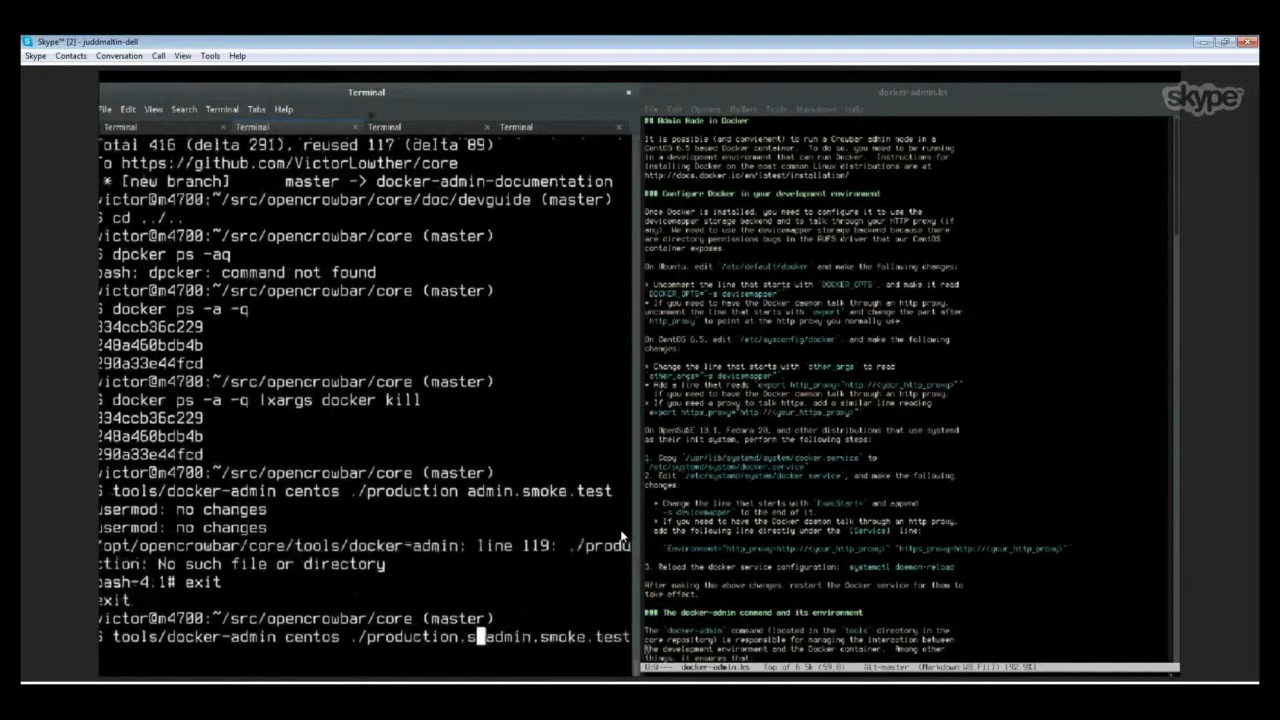 Skype™ [2] - juddmaltin-dell
Skype Contacts Conversation Call View Tools Help
skype
Terminal
File Edit View Search Terminal Tabs Help
Terminal Terminal Terminal Terminal
Total 416 (delta 291), reused 117 (delta 89)
To https://github.com/VictorLowther/core
* [new branch] master -> docker-admin-documentation
victor@m4700:~/src/opencrowbar/core/doc/devguide (master)
$ cd ../..
victor@m4700:~/src/opencrowbar/core (master)
$ dpcker ps -aq
bash: dpcker: command not found
victor@m4700:~/src/opencrowbar/core (master)
$ docker ps -a -q
834ccb36c229
248a460bdb4b
290a33e44fcd
victor@m4700:~/src/opencrowbar/core (master)
$ docker ps -a -q |xargs docker kill
834ccb36c229
248a460bdb4b
290a33e44fcd
victor@m4700:~/src/opencrowbar/core (master)
$ tools/docker-admin centos ./production admin.smoke.test
usermod: no changes
usermod: no changes
/opt/opencrowbar/core/tools/docker-admin: line 119: ./produ
ction: No such file or directory
bash-4.1# exit
exit
victor@m4700:~/src/opencrowbar/core (master)
$ tools/docker-admin centos ./production.s admin.smoke.test
docker-admin.ks
File Edit Options Buffers Tools Markdown Help
## Admin Node in Docker
It is possible (and convienent) to run a Crowbar admin node in a
CentOS 6.5 based Docker container. To do so, you need to be running
in a development environment that can run Docker. Instructions for
installing Docker on the most common Linux distributions are at
http://docs.docker.io/en/latest/installation/
### Configure Docker in your development environment
Once Docker is installed, you need to configure it to use the
devicemapper storage backend and to talk through your HTTP proxy (if
any) We need to use the devicemapper storage backend because there
are directory permissions bugs in the AUFS driver that our CentOS
container exposes.
On Ubuntu, edit `/etc/default/docker` and make the following changes:
* Uncomment the line that starts with `DOCKER_OPTS`, and make it read
`DOCKER_OPTS="-s devicemapper"`
* If you need to have the Docker daemon talk through an http proxy,
uncomment the line that starts with `export` and change the part after
`http_proxy` to point at the http proxy you normally use.
On CentOS 6.5, edit `/etc/sysconfig/docker`, and make the following
changes:
* Change the line that starts with `other_args` to read
`other_args="-s devicemapper"`
* Add a line that reads `export http_proxy="http://<your_http_proxy>"`
if you need to have the Docker daemon talk through an http proxy.
* If you need a proxy to talk https, add a similar line reading
`export https_proxy="http://<your_https_proxy>"`
On OpenSuSE 13.1, Fedora 20, and other distributions that use systemd
as their init system, perform the following steps:
1. Copy `/usr/lib/systemd/system/docker.service` to
`/etc/systemd/system/docker.service`
2. Edit `/etc/systemd/system/docker.service`, and make the following
changes:
* Change the line that starts with `ExecStart=` and append
`-s devicemapper` to the end of it.
* If you need to have the Docker daemon talk through an http proxy,
add the following line directly under the `[Service]` line:
`Environment="http_proxy=http://<your_http_proxy>" "https_proxy=http://<your_https_proxy>"`
3. Reload the docker service configuration: `systemctl daemon-reload`
After making the above changes, restart the Docker service for them to
take effect.
### The docker-admin command and its environment
The `docker-admin` command (located in the `tools` directory in the
core repository) is responsible for managing the interaction between
the development environment and the Docker container. Among other
things, it ensures that:
docker-admin.ks Top of 6.5k (59,0) Git-master (Markdown WS Fill)